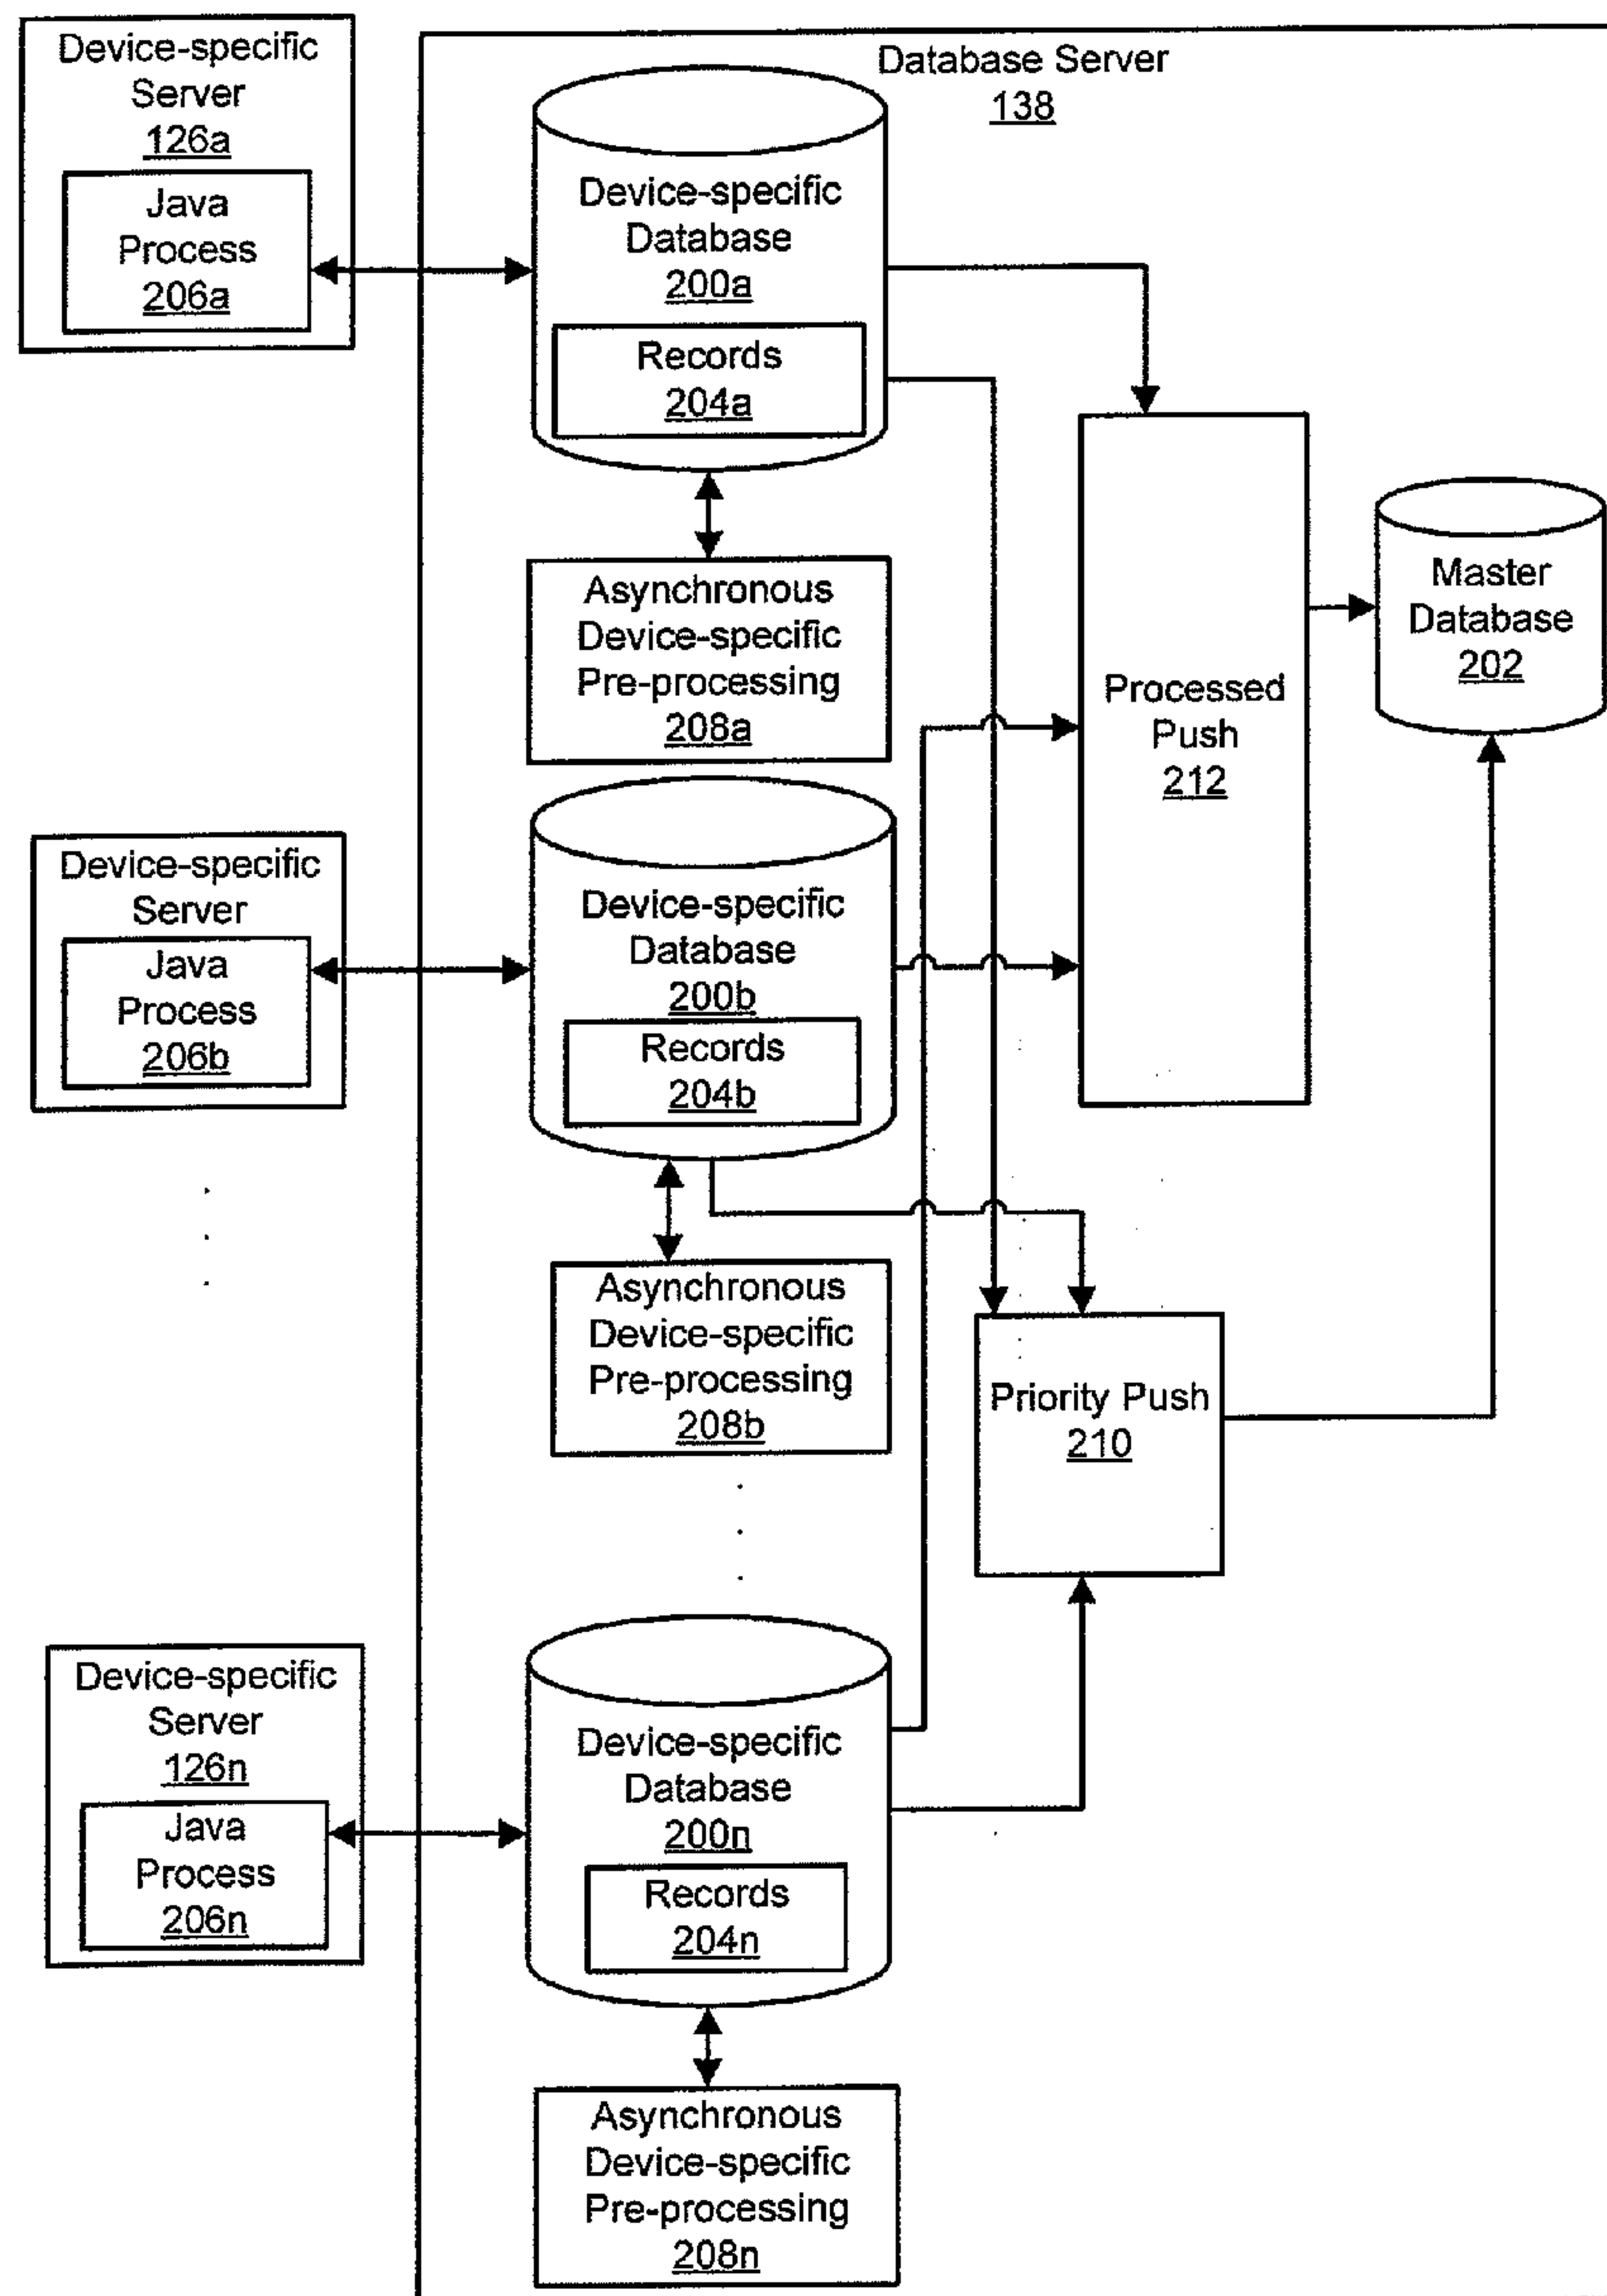 Device-specific
Server
126a
Java
Process
206a
Database Server
138
Device-specific
Database
200a
Records
204a
Asynchronous
Device-specific
Pre-processing
208a
Processed
Push
212
Master
Database
202
Device-specific
Server
Java
Process
206b
Device-specific
Database
200b
Records
204b
Asynchronous
Device-specific
Pre-processing
208b
Priority Push
210
Device-specific
Server
126n
Java
Process
206n
Device-specific
Database
200n
Records
204n
Asynchronous
Device-specific
Pre-processing
208n